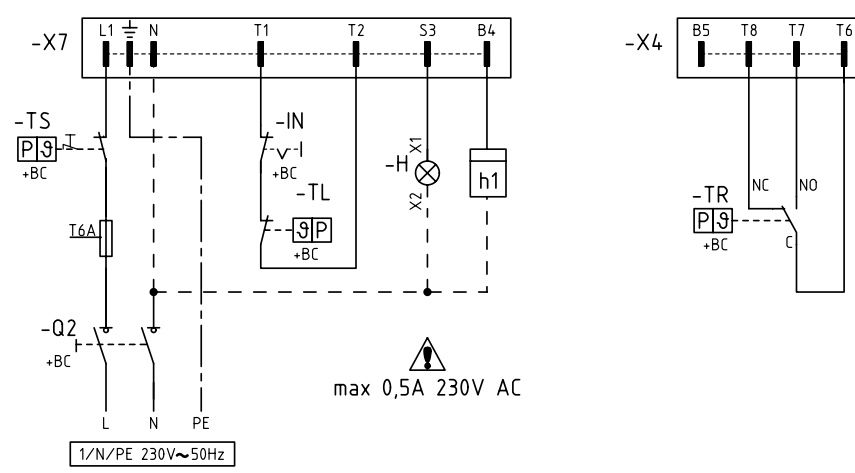 L1 N T1 T2 S3 B4
-X7
-X4
B5 T8 T7 T6
-TS
P ϑ
+BC
-IN
+BC
-TL
ϑ P
+BC
-H
X1
X2
h1
T6A
-Q2
+BC
L N PE
1/N/PE 230V~50Hz
max 0,5A 230V AC
NC NO
-TR
P ϑ
+BC
C